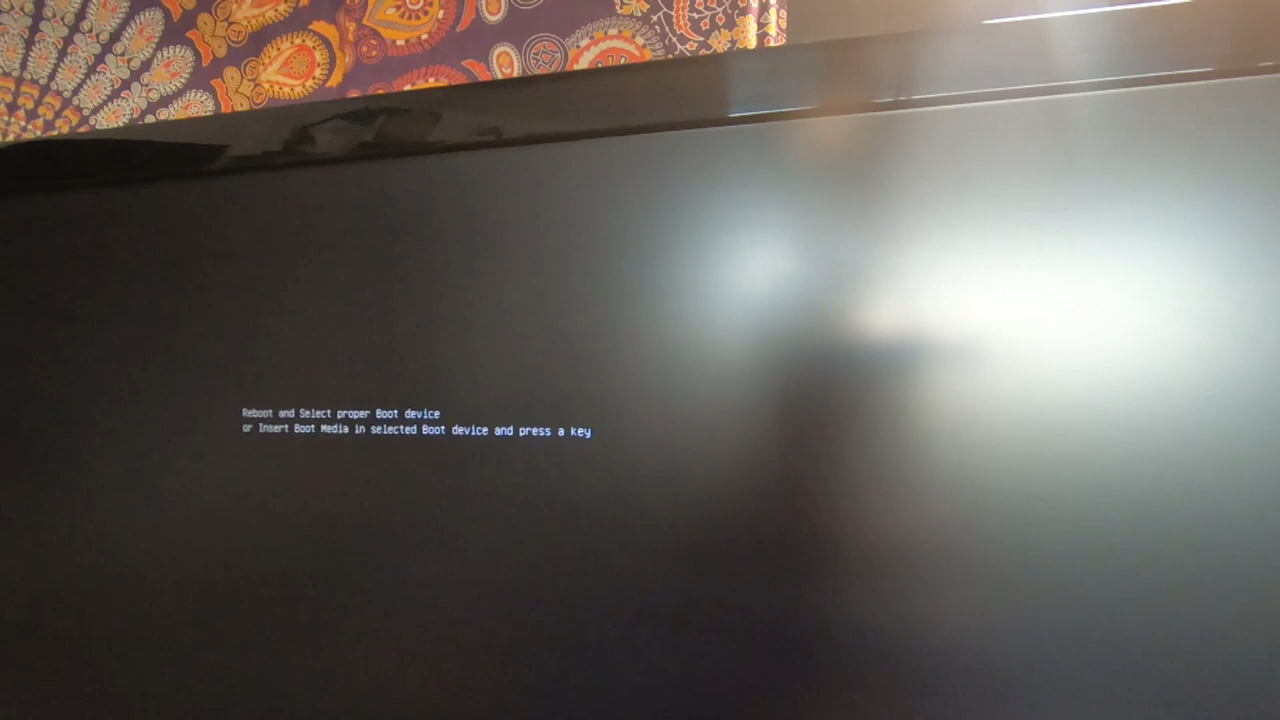 Reboot and Select proper Boot device
or Insert Boot Media in selected Boot device and press a key